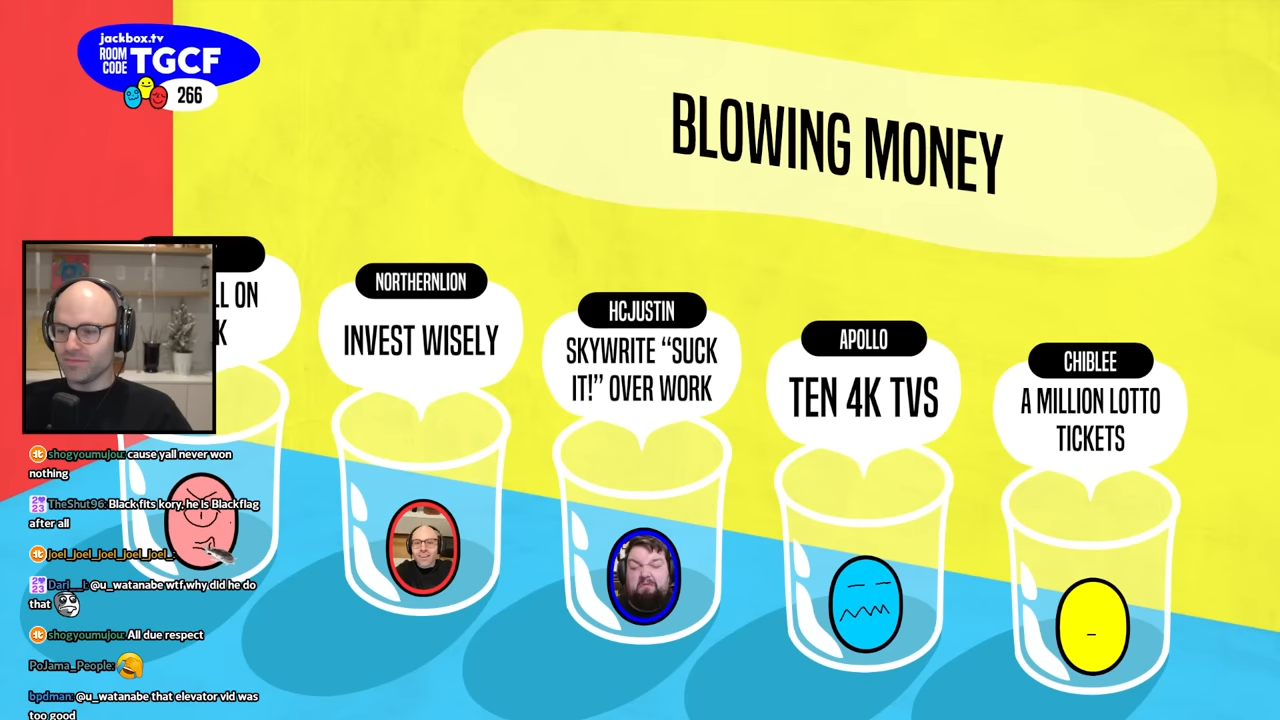 jackbox.tv
ROOM
CODE
TGCF
266
BLOWING MONEY
LL ON
K
NORTHERNLION
INVEST WISELY
HCJUSTIN
SKYWRITE “SUCK
IT!” OVER WORK
APOLLO
TEN 4K TVS
CHIBLEE
A MILLION LOTTO
TICKETS
shogyoumujou: cause yall never won
nothing
TheShut96: Black fits kory, he is Blackflag
after all
Joel_Joel_Joel_Joel_Joel_:
Darl__I: @u_watanabe wtf why did he do
that
shogyoumujou: All due respect
PoJama_People:
bpdman: @u_watanabe that elevator vid was
too good